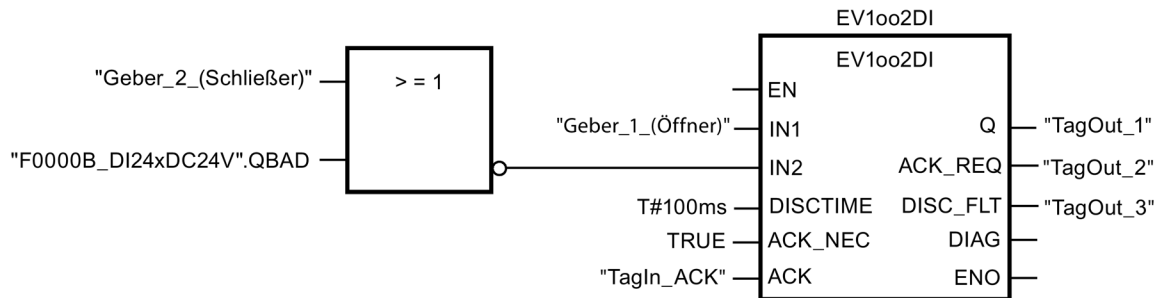 EV1oo2DI
EV1oo2DI
"Geber_2_(Schließer)"
> = 1
"F0000B_DI24xDC24V".QBAD
EN
"Geber_1_(Öffner)"
IN1
Q
"TagOut_1"
IN2
ACK_REQ
"TagOut_2"
T#100ms
DISCTIME
DISC_FLT
"TagOut_3"
TRUE
ACK_NEC
DIAG
"TagIn_ACK"
ACK
ENO